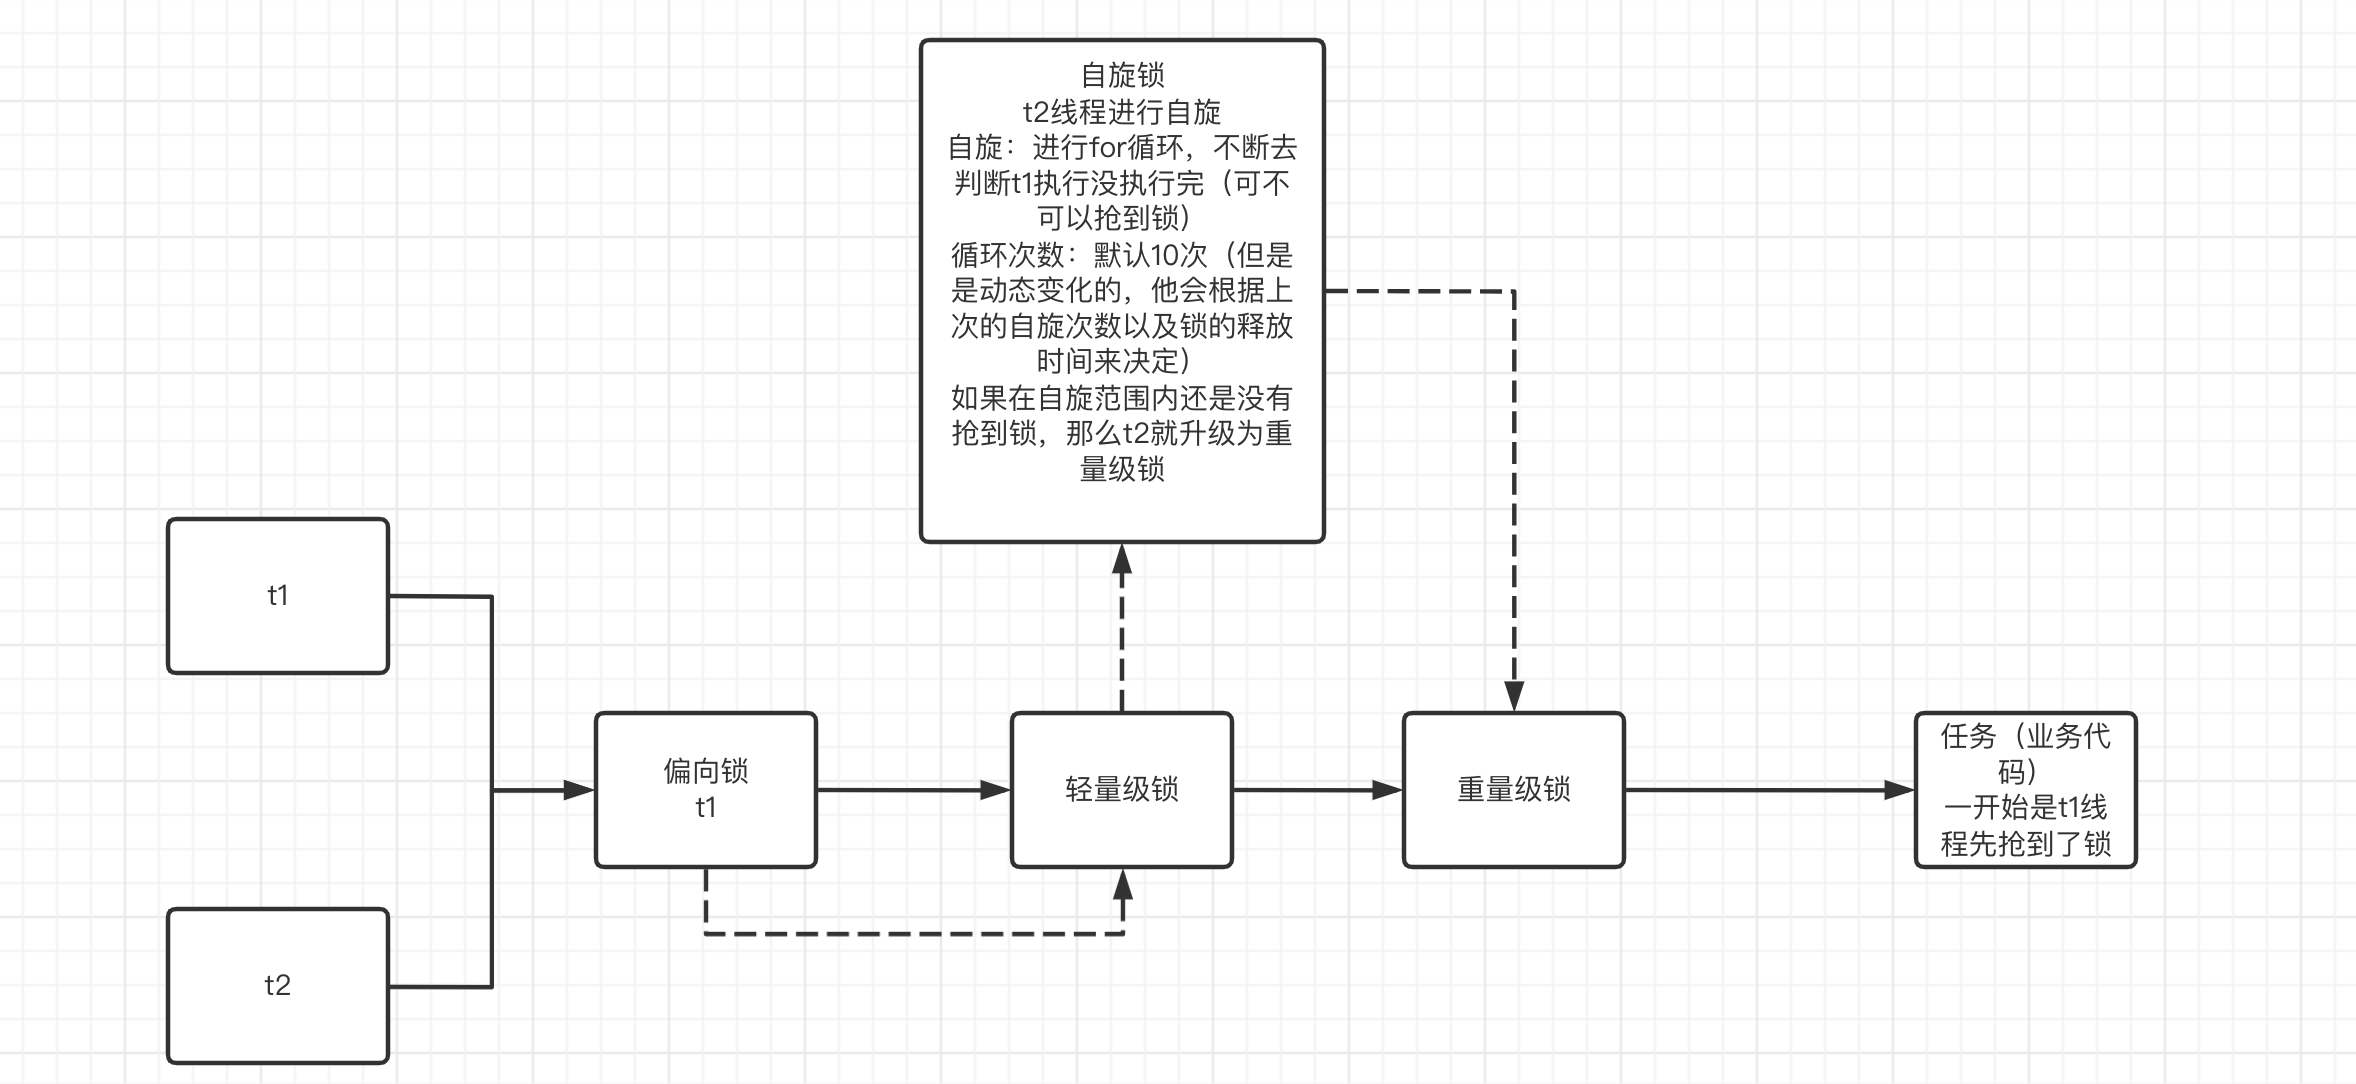 自旋锁
t2线程进行自旋
自旋：进行for循环，不断去
判断t1执行没执行完（可不
可以抢到锁）
循环次数：默认10次（但是
是动态变化的，他会根据上
次的自旋次数以及锁的释放
时间来决定）
如果在自旋范围内还是没有
抢到锁，那么t2就升级为重
量级锁
t1
t2
偏向锁
t1
轻量级锁
重量级锁
任务（业务代
码）
一开始是t1线
程先抢到了锁